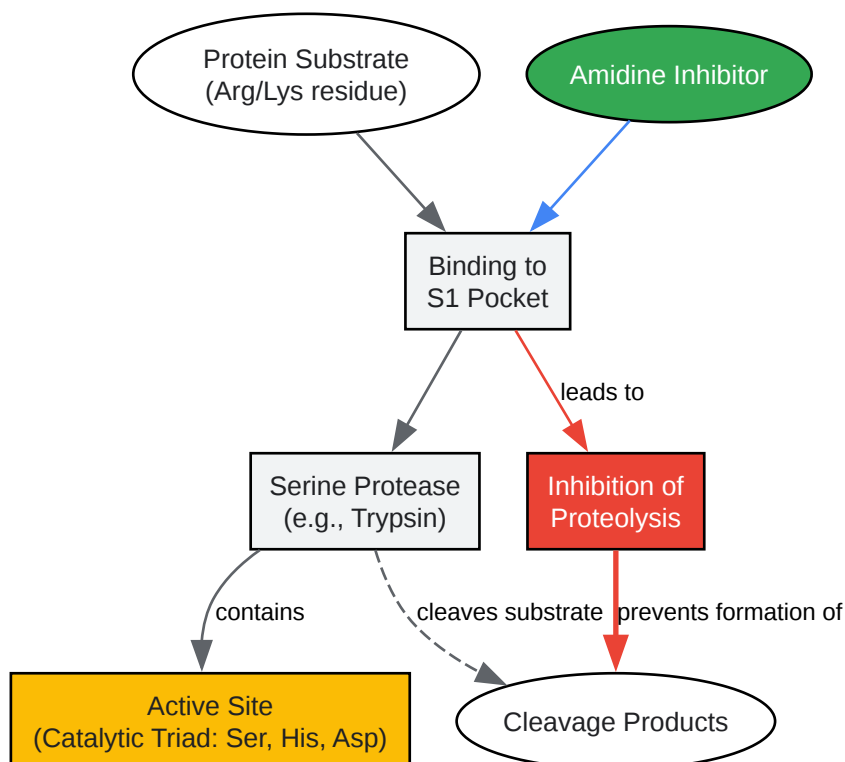 Protein Substrate
(Arg/Lys residue)
Amidine Inhibitor
Binding to
S1 Pocket
leads to
Serine Protease
(e.g., Trypsin)
Inhibition of
Proteolysis
contains
cleaves substrate
prevents formation of
Active Site
(Catalytic Triad: Ser, His, Asp)
Cleavage Products